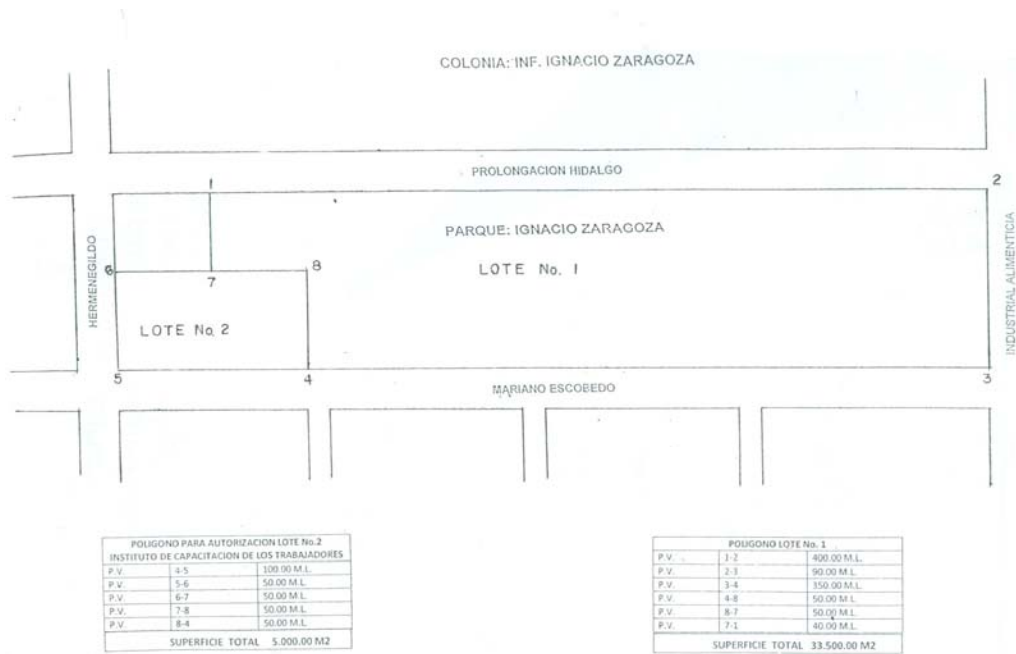 COLONIA: INF. IGNACIO ZARAGOZA
PROLONGACION HIDALGO
1
2
HERMENEGILDO
PARQUE: IGNACIO ZARAGOZA
INDUSTRIAL ALIMENTICIA
6
7
8
LOTE No. 1
LOTE No. 2
5
4
3
MARIANO ESCOBEDO
POLIGONO PARA AUTORIZACION LOTE No.2
INSTITUTO DE CAPACITACION DE LOS TRABAJADORES
P.V. 4-5 100.00 M.L.
P.V. 5-6 50.00 M.L.
P.V. 6-7 50.00 M.L.
P.V. 7-8 50.00 M.L.
P.V. 8-4 50.00 M.L.
SUPERFICIE TOTAL 5.000.00 M2
POLIGONO LOTE No. 1
P.V. 1-2 400.00 M.L.
P.V. 2-3 90.00 M.L.
P.V. 3-4 350.00 M.L.
P.V. 4-8 50.00 M.L.
P.V. 8-7 50.00 M.L.
P.V. 7-1 40.00 M.L.
SUPERFICIE TOTAL 33.500.00 M2